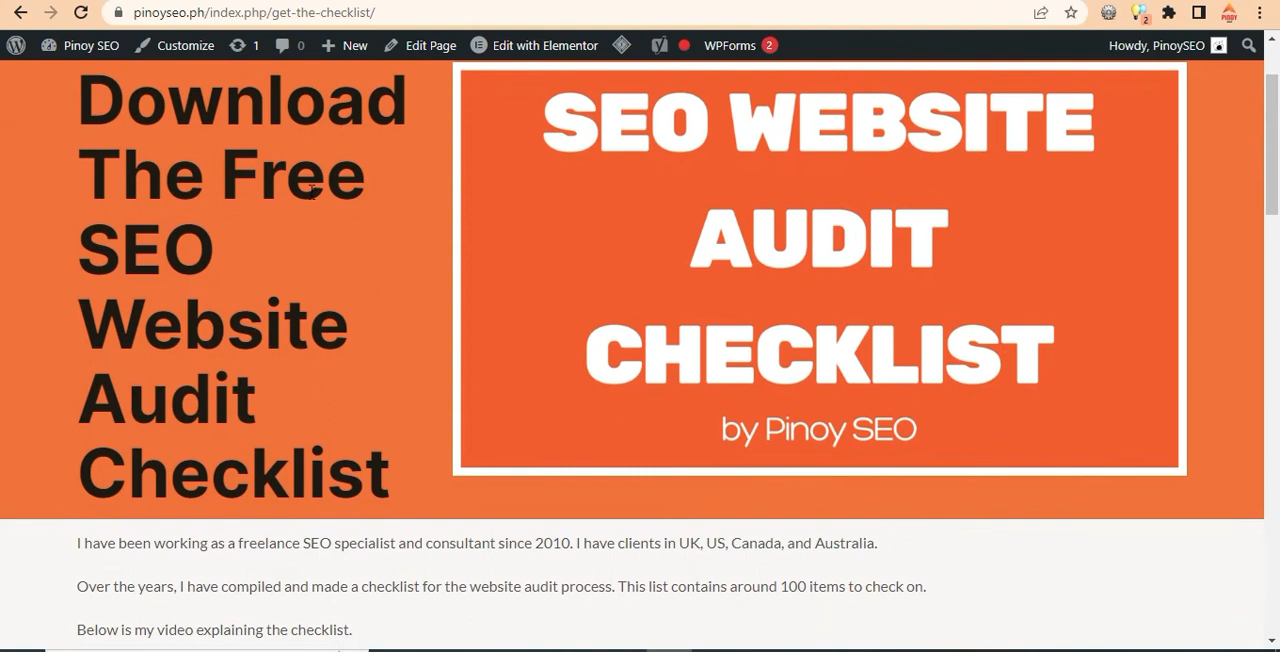 pinoyseo.ph/index.php/get-the-checklist/
2
PINOY
Pinoy SEO Customize 1 0 New Edit Page Edit with Elementor WPForms 2 Howdy, PinoySEO
Download
The Free
SEO
Website
Audit
Checklist
SEO WEBSITE
AUDIT
CHECKLIST
by Pinoy SEO
I have been working as a freelance SEO specialist and consultant since 2010. I have clients in UK, US, Canada, and Australia.
Over the years, I have compiled and made a checklist for the website audit process. This list contains around 100 items to check on.
Below is my video explaining the checklist.